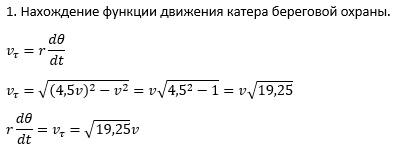 1. Нахождение функции движения катера береговой охраны.
v_τ = r dθ/dt
v_τ = √((4,5v)² − v²) = v√(4,5² − 1) = v√19,25
r dθ/dt = v_τ = √19,25 v